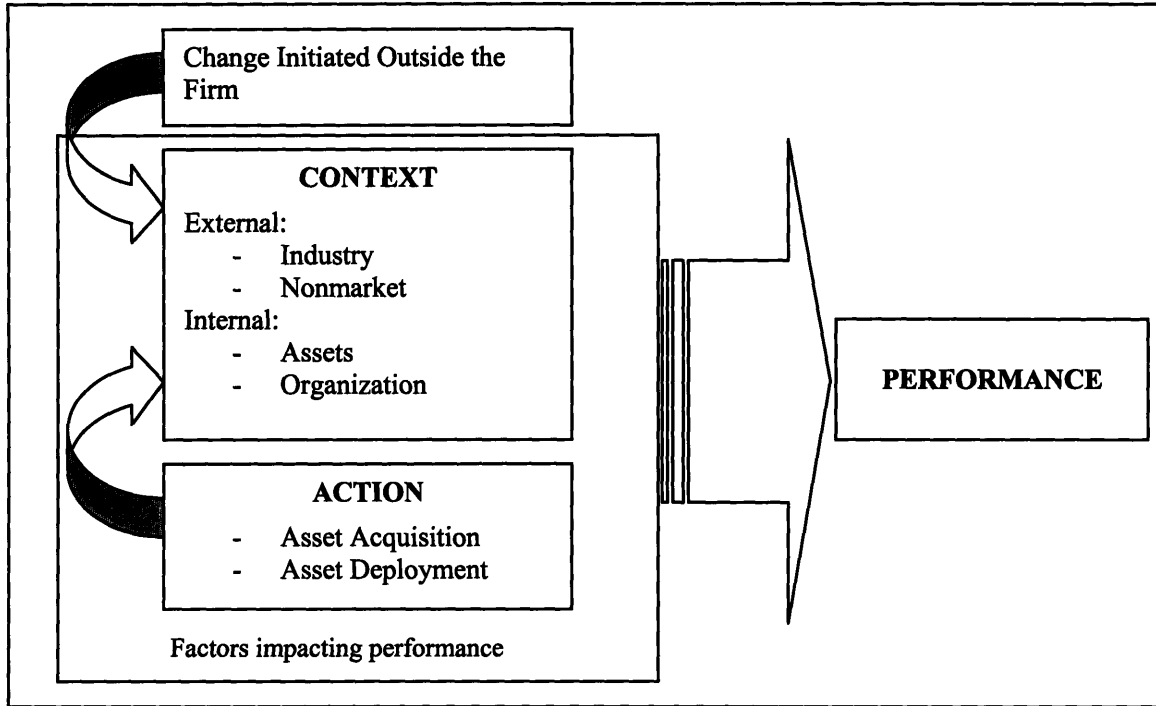 Change Initiated Outside the
Firm
CONTEXT
External:
- Industry
- Nonmarket
Internal:
- Assets
- Organization
ACTION
- Asset Acquisition
- Asset Deployment
Factors impacting performance
PERFORMANCE